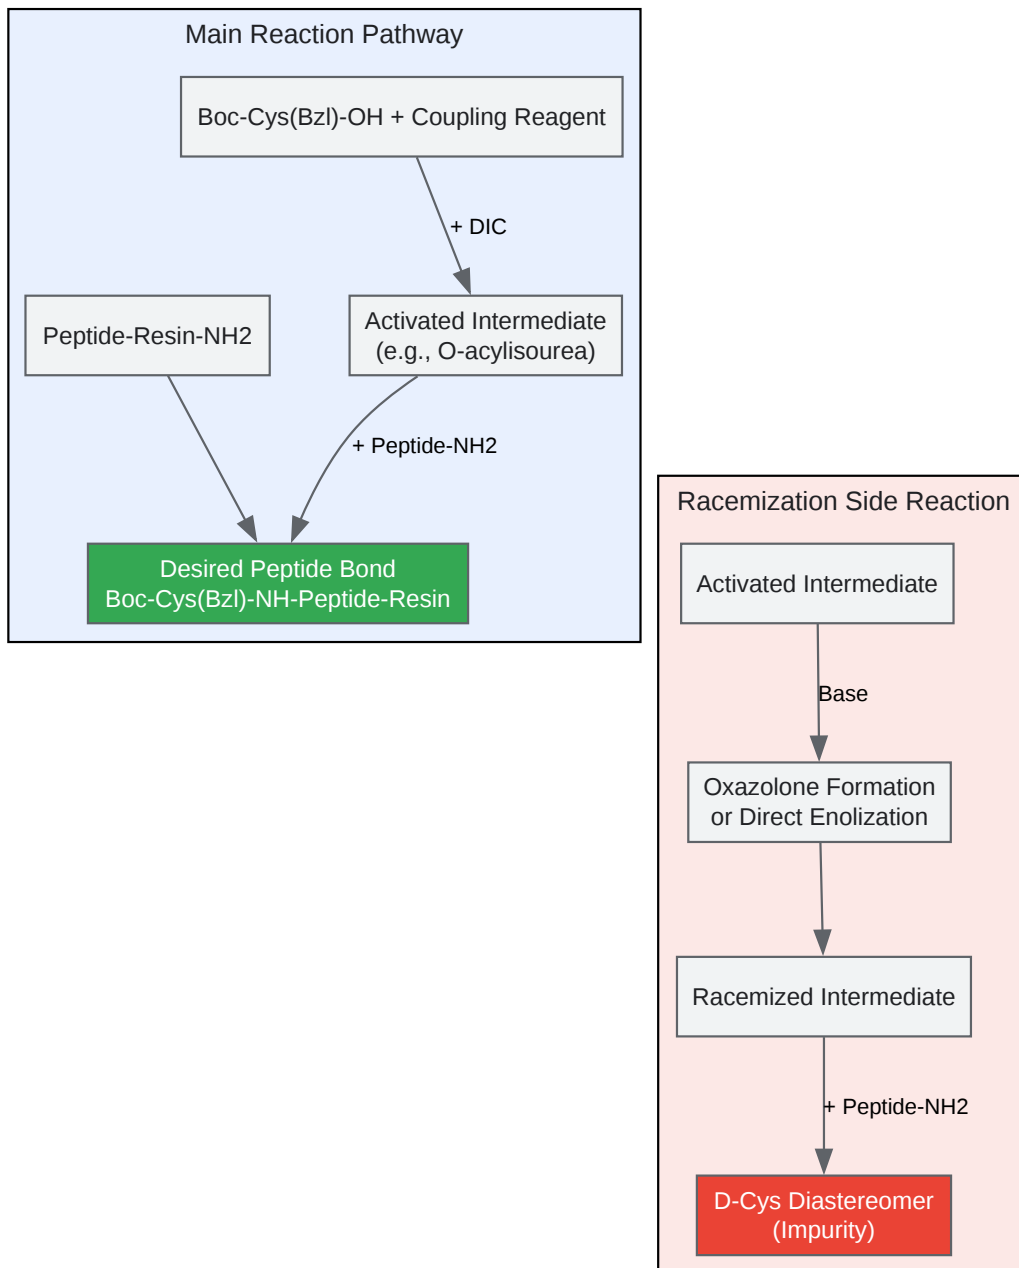 Main Reaction Pathway
Boc-Cys(Bzl)-OH + Coupling Reagent
+ DIC
Peptide-Resin-NH2
Activated Intermediate
(e.g., O-acylisourea)
+ Peptide-NH2
Desired Peptide Bond
Boc-Cys(Bzl)-NH-Peptide-Resin
Racemization Side Reaction
Activated Intermediate
Base
Oxazolone Formation
or Direct Enolization
Racemized Intermediate
+ Peptide-NH2
D-Cys Diastereomer
(Impurity)